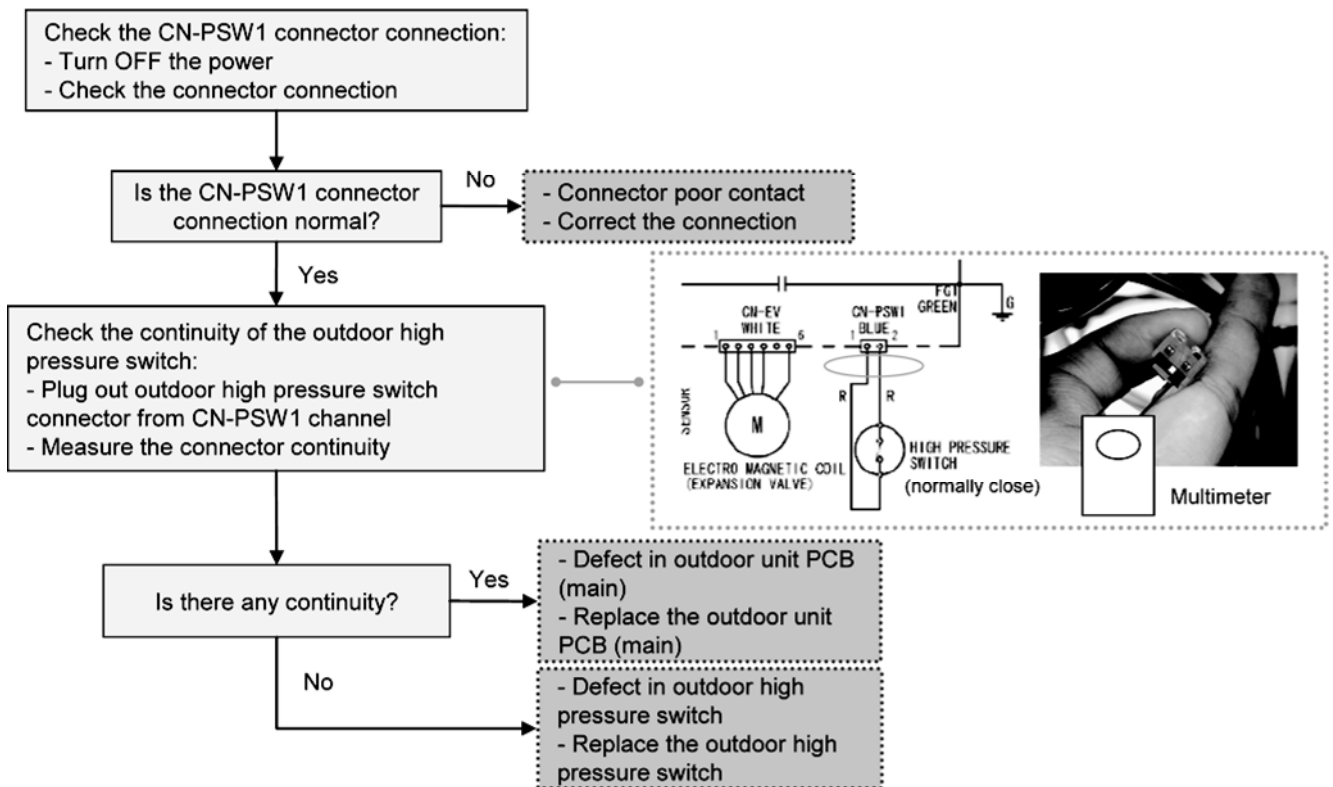 Check the CN-PSW1 connector connection:
- Turn OFF the power
- Check the connector connection
Is the CN-PSW1 connector
connection normal?
No
- Connector poor contact
- Correct the connection
Yes
Check the continuity of the outdoor high
pressure switch:
- Plug out outdoor high pressure switch
connector from CN-PSW1 channel
- Measure the connector continuity
CN-EV
WHITE
1
6
CN-PSW1
BLUE
1
2
FG1
GREEN
G
SENSOR
M
ELECTRO MAGNETIC COIL
(EXPANSION VALVE)
R
R
HIGH PRESSURE
SWITCH
(normally close)
Multimeter
Is there any continuity?
Yes
- Defect in outdoor unit PCB
(main)
- Replace the outdoor unit
PCB (main)
No
- Defect in outdoor high
pressure switch
- Replace the outdoor high
pressure switch